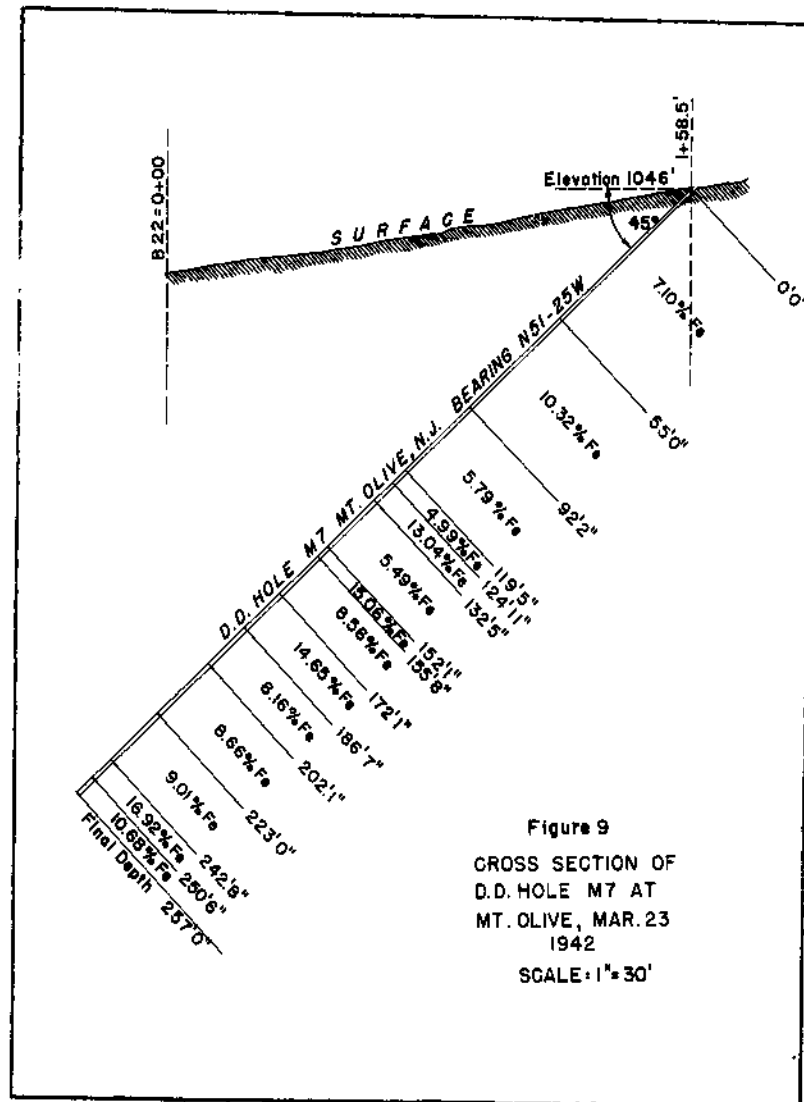 B 22 = 0+00
1+58.5'
Elevation 1046'
SURFACE
45°
D.D. HOLE M7 MT. OLIVE, N.J. BEARING N51-25W
0'0"
7.10% Fe
55'0"
10.32% Fe
92'2"
5.79% Fe
119'5"
4.99% Fe
124'11"
13.04% Fe
132'5"
5.49% Fe
152'1"
15.06% Fe
155'8"
8.58% Fe
172'1"
14.65% Fe
186'7"
8.16% Fe
202'1"
8.66% Fe
223'0"
9.01% Fe
242'8"
16.92% Fe
250'6"
10.68% Fe
Final Depth 257'0"
Figure 9
CROSS SECTION OF
D.D. HOLE M7 AT
MT. OLIVE, MAR. 23
1942
SCALE: 1"=30'